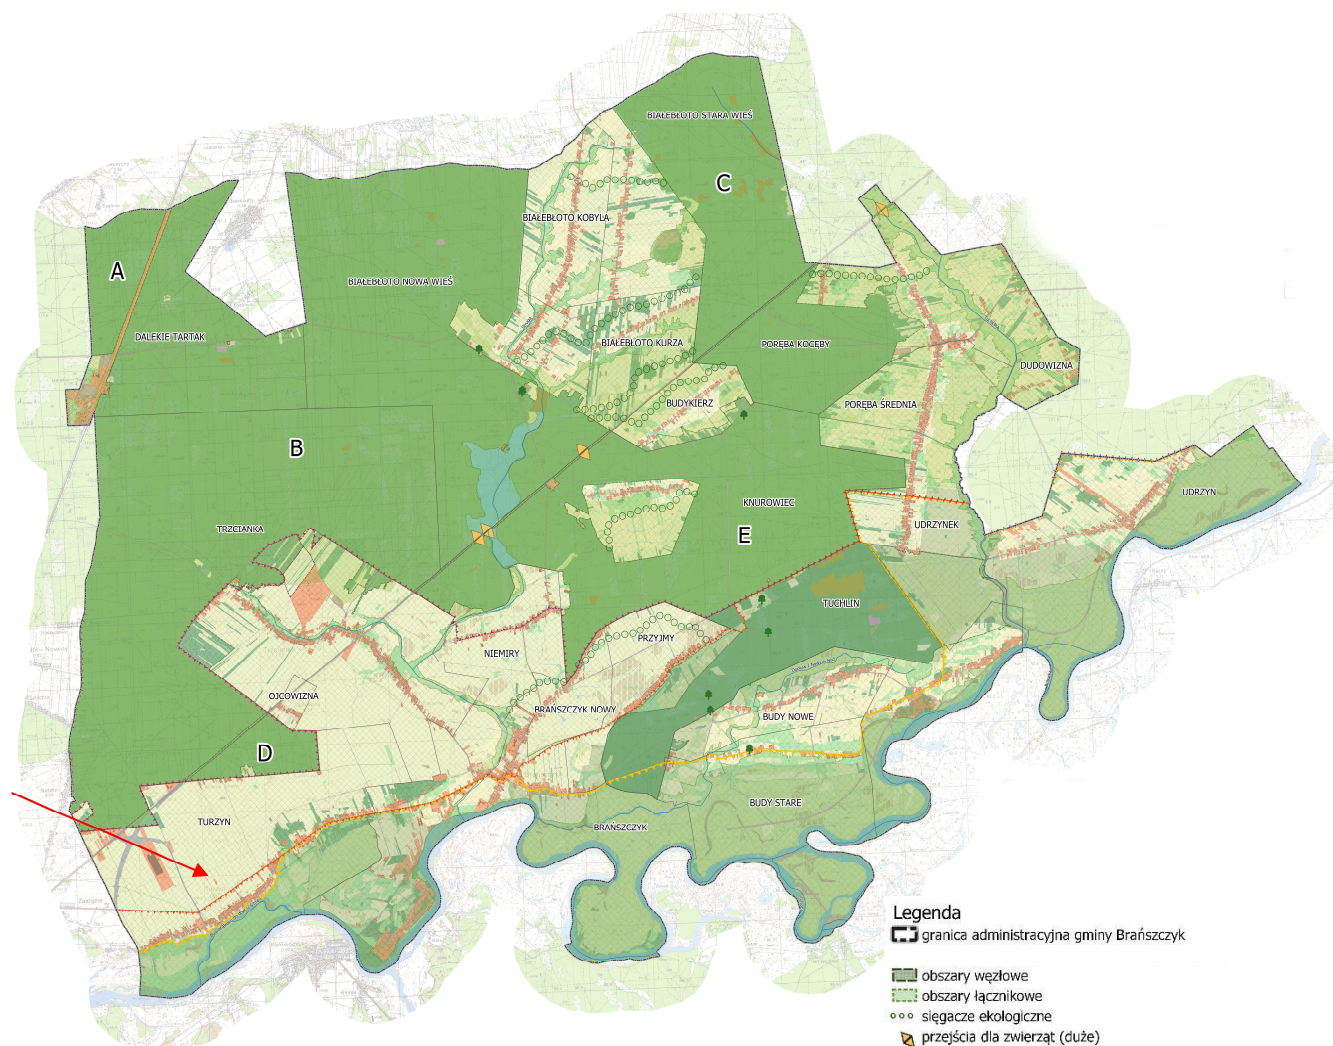 BIAŁEBŁOTO STARA WIEŚ
C
BIAŁEBŁOTO KOBYLA
A
BIAŁEBŁOTO NOWA WIEŚ
DALEKIE TARTAK
BIAŁEBŁOTO KURZA
PORĘBA KOCĘBY
DUDOWIZNA
BUDYKIERZ
PORĘBA ŚREDNIA
B
UDRZYN
KNUROWIEC
TRZCIANKA
UDRZYNEK
E
TUCHLIN
PRZYJMY
NIEMIRY
OJCOWIZNA
BRAŃSZCZYK NOWY
BUDY NOWE
D
BUDY STARE
TURZYN
BRAŃSZCZYK
Legenda
granica administracyjna gminy Brańszczyk
obszary węzłowe
obszary łącznikowe
sięgacze ekologiczne
przejścia dla zwierząt (duże)